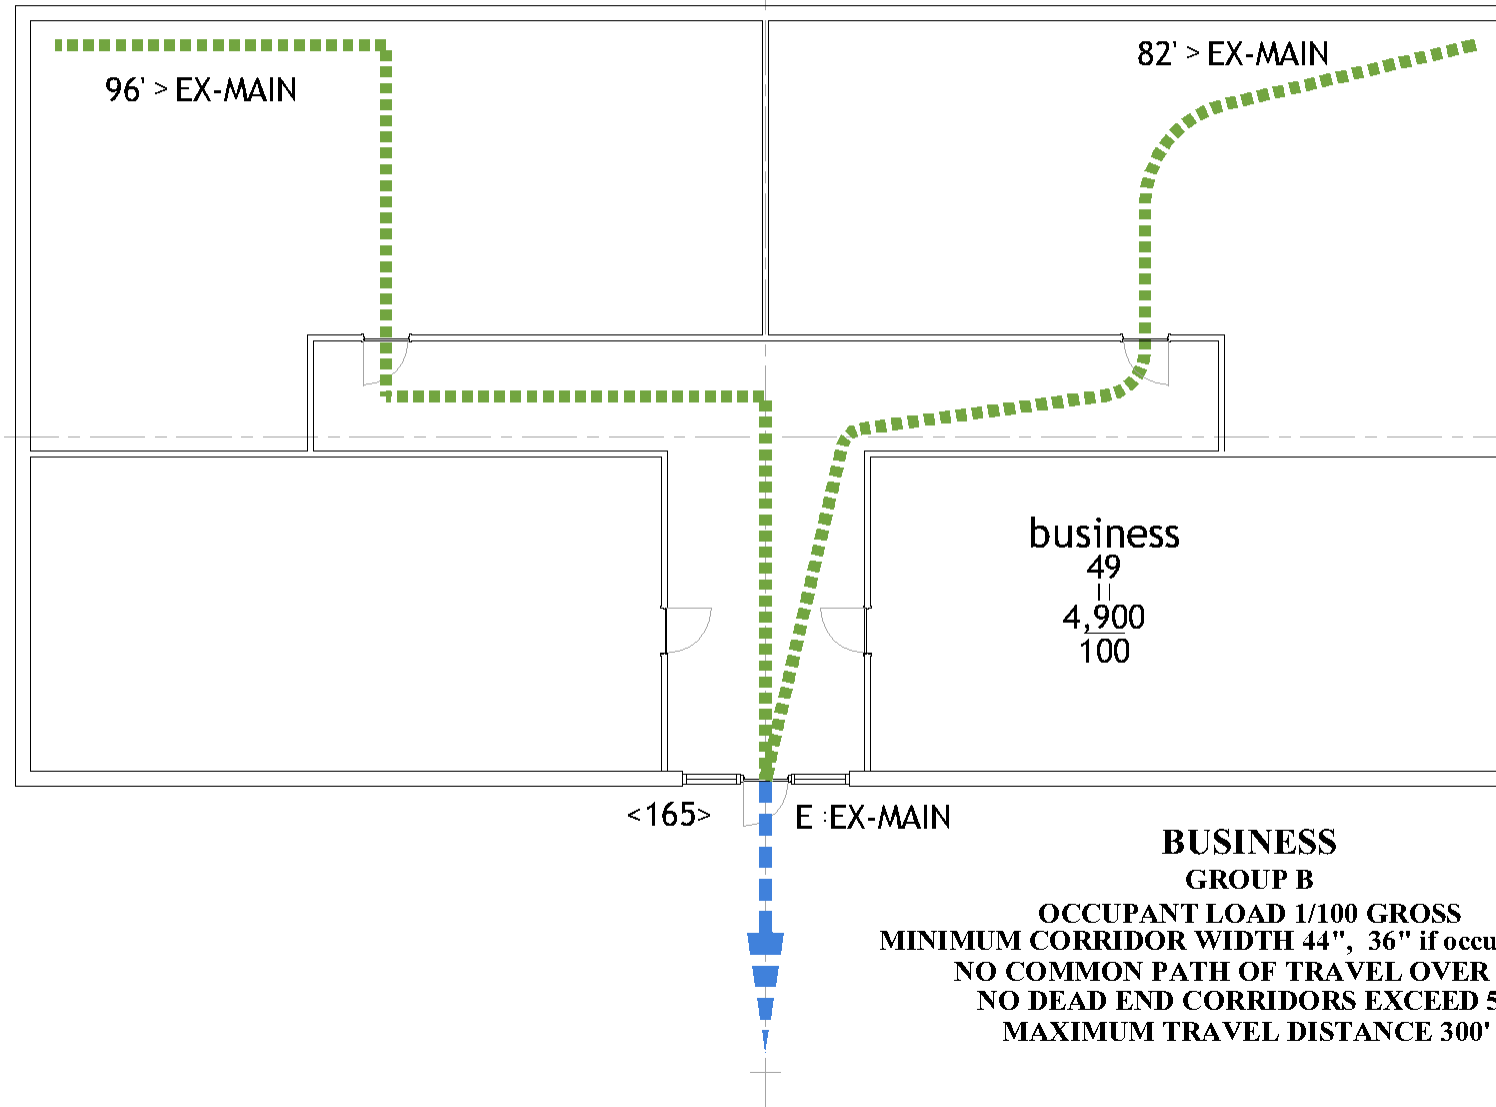 96' > EX-MAIN
82' > EX-MAIN
business
49
4,900
100
<165>
E :EX-MAIN
BUSINESS
GROUP B
OCCUPANT LOAD 1/100 GROSS
MINIMUM CORRIDOR WIDTH 44", 36" if occu
NO COMMON PATH OF TRAVEL OVER
NO DEAD END CORRIDORS EXCEED 5
MAXIMUM TRAVEL DISTANCE 300'